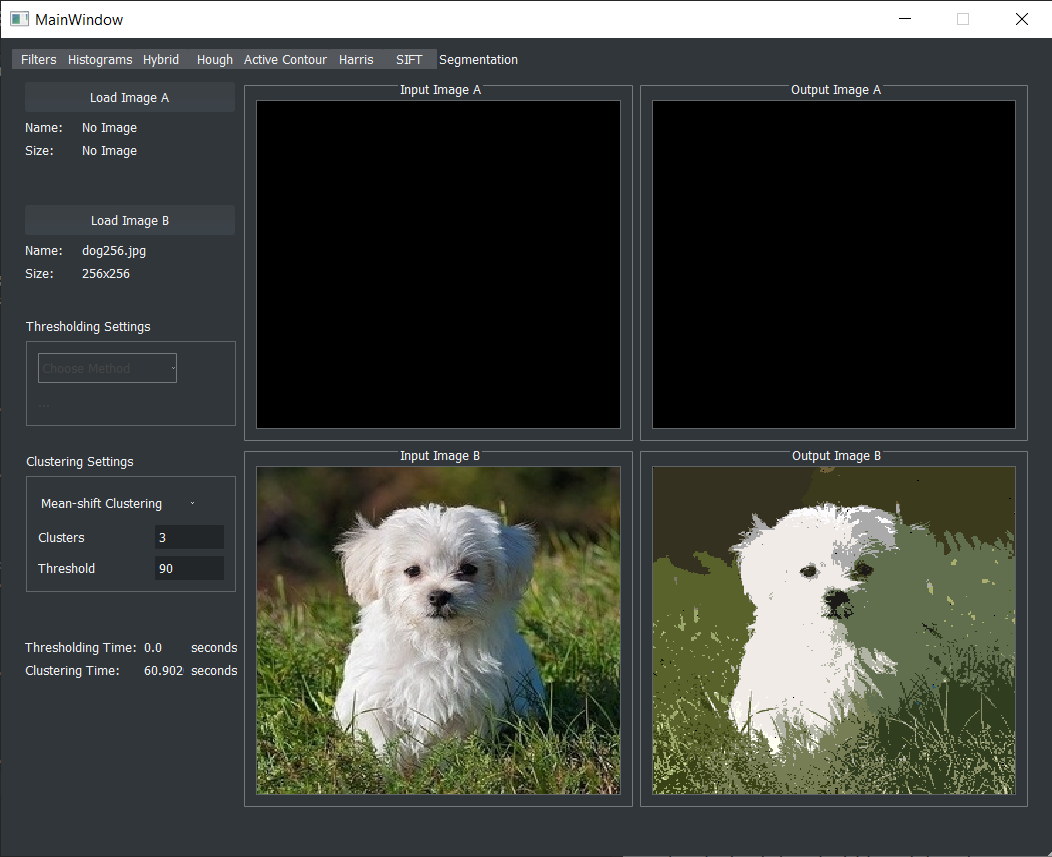 MainWindow
Filters Histograms Hybrid Hough Active Contour Harris SIFT Segmentation
Load Image A
Name: No Image
Size: No Image
Load Image B
Name: dog256.jpg
Size: 256x256
Thresholding Settings
Choose Method
...
Clustering Settings
Mean-shift Clustering
Clusters 3
Threshold 90
Thresholding Time: 0.0 seconds
Clustering Time: 60.902 seconds
Input Image A
Output Image A
Input Image B
Output Image B